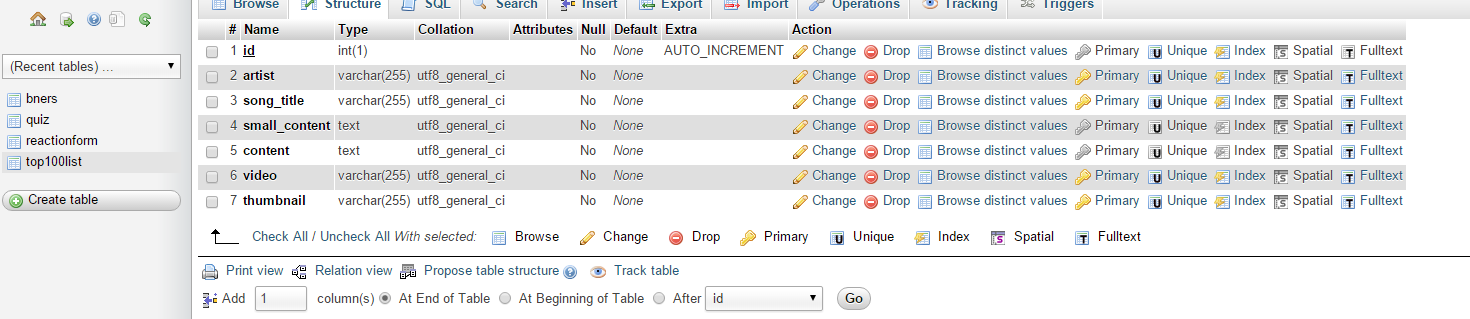 Browse Structure SQL Search Insert Export Import Operations Tracking Triggers
# Name Type Collation Attributes Null Default Extra Action
1 id int(1) No None AUTO_INCREMENT Change Drop Browse distinct values Primary Unique Index Spatial Fulltext
2 artist varchar(255) utf8_general_ci No None Change Drop Browse distinct values Primary Unique Index Spatial Fulltext
3 song_title varchar(255) utf8_general_ci No None Change Drop Browse distinct values Primary Unique Index Spatial Fulltext
4 small_content text utf8_general_ci No None Change Drop Browse distinct values Primary Unique Index Spatial Fulltext
5 content text utf8_general_ci No None Change Drop Browse distinct values Primary Unique Index Spatial Fulltext
6 video varchar(255) utf8_general_ci No None Change Drop Browse distinct values Primary Unique Index Spatial Fulltext
7 thumbnail varchar(255) utf8_general_ci No None Change Drop Browse distinct values Primary Unique Index Spatial Fulltext
Check All / Uncheck All With selected: Browse Change Drop Primary Unique Index Spatial Fulltext
Print view Relation view Propose table structure Track table
Add 1 column(s) At End of Table At Beginning of Table After id Go
(Recent tables) ...
bners
quiz
reactionform
top100list
Create table